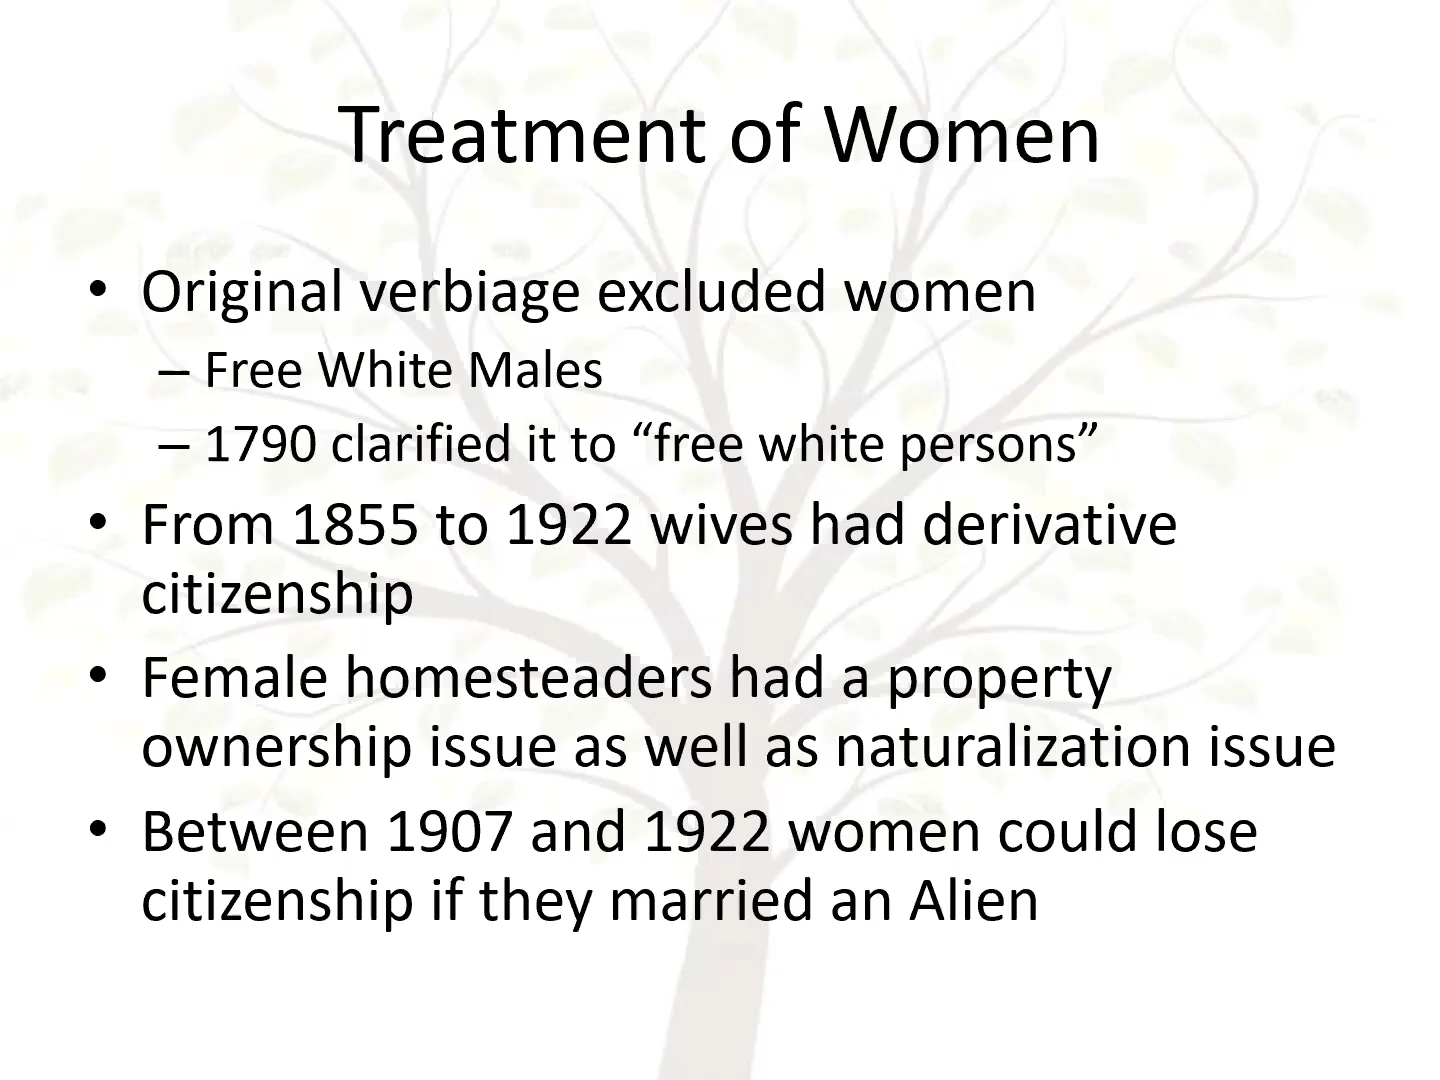 Treatment of Women
• Original verbiage excluded women
– Free White Males
– 1790 clarified it to “free white persons”
• From 1855 to 1922 wives had derivative
citizenship
• Female homesteaders had a property
ownership issue as well as naturalization issue
• Between 1907 and 1922 women could lose
citizenship if they married an Alien